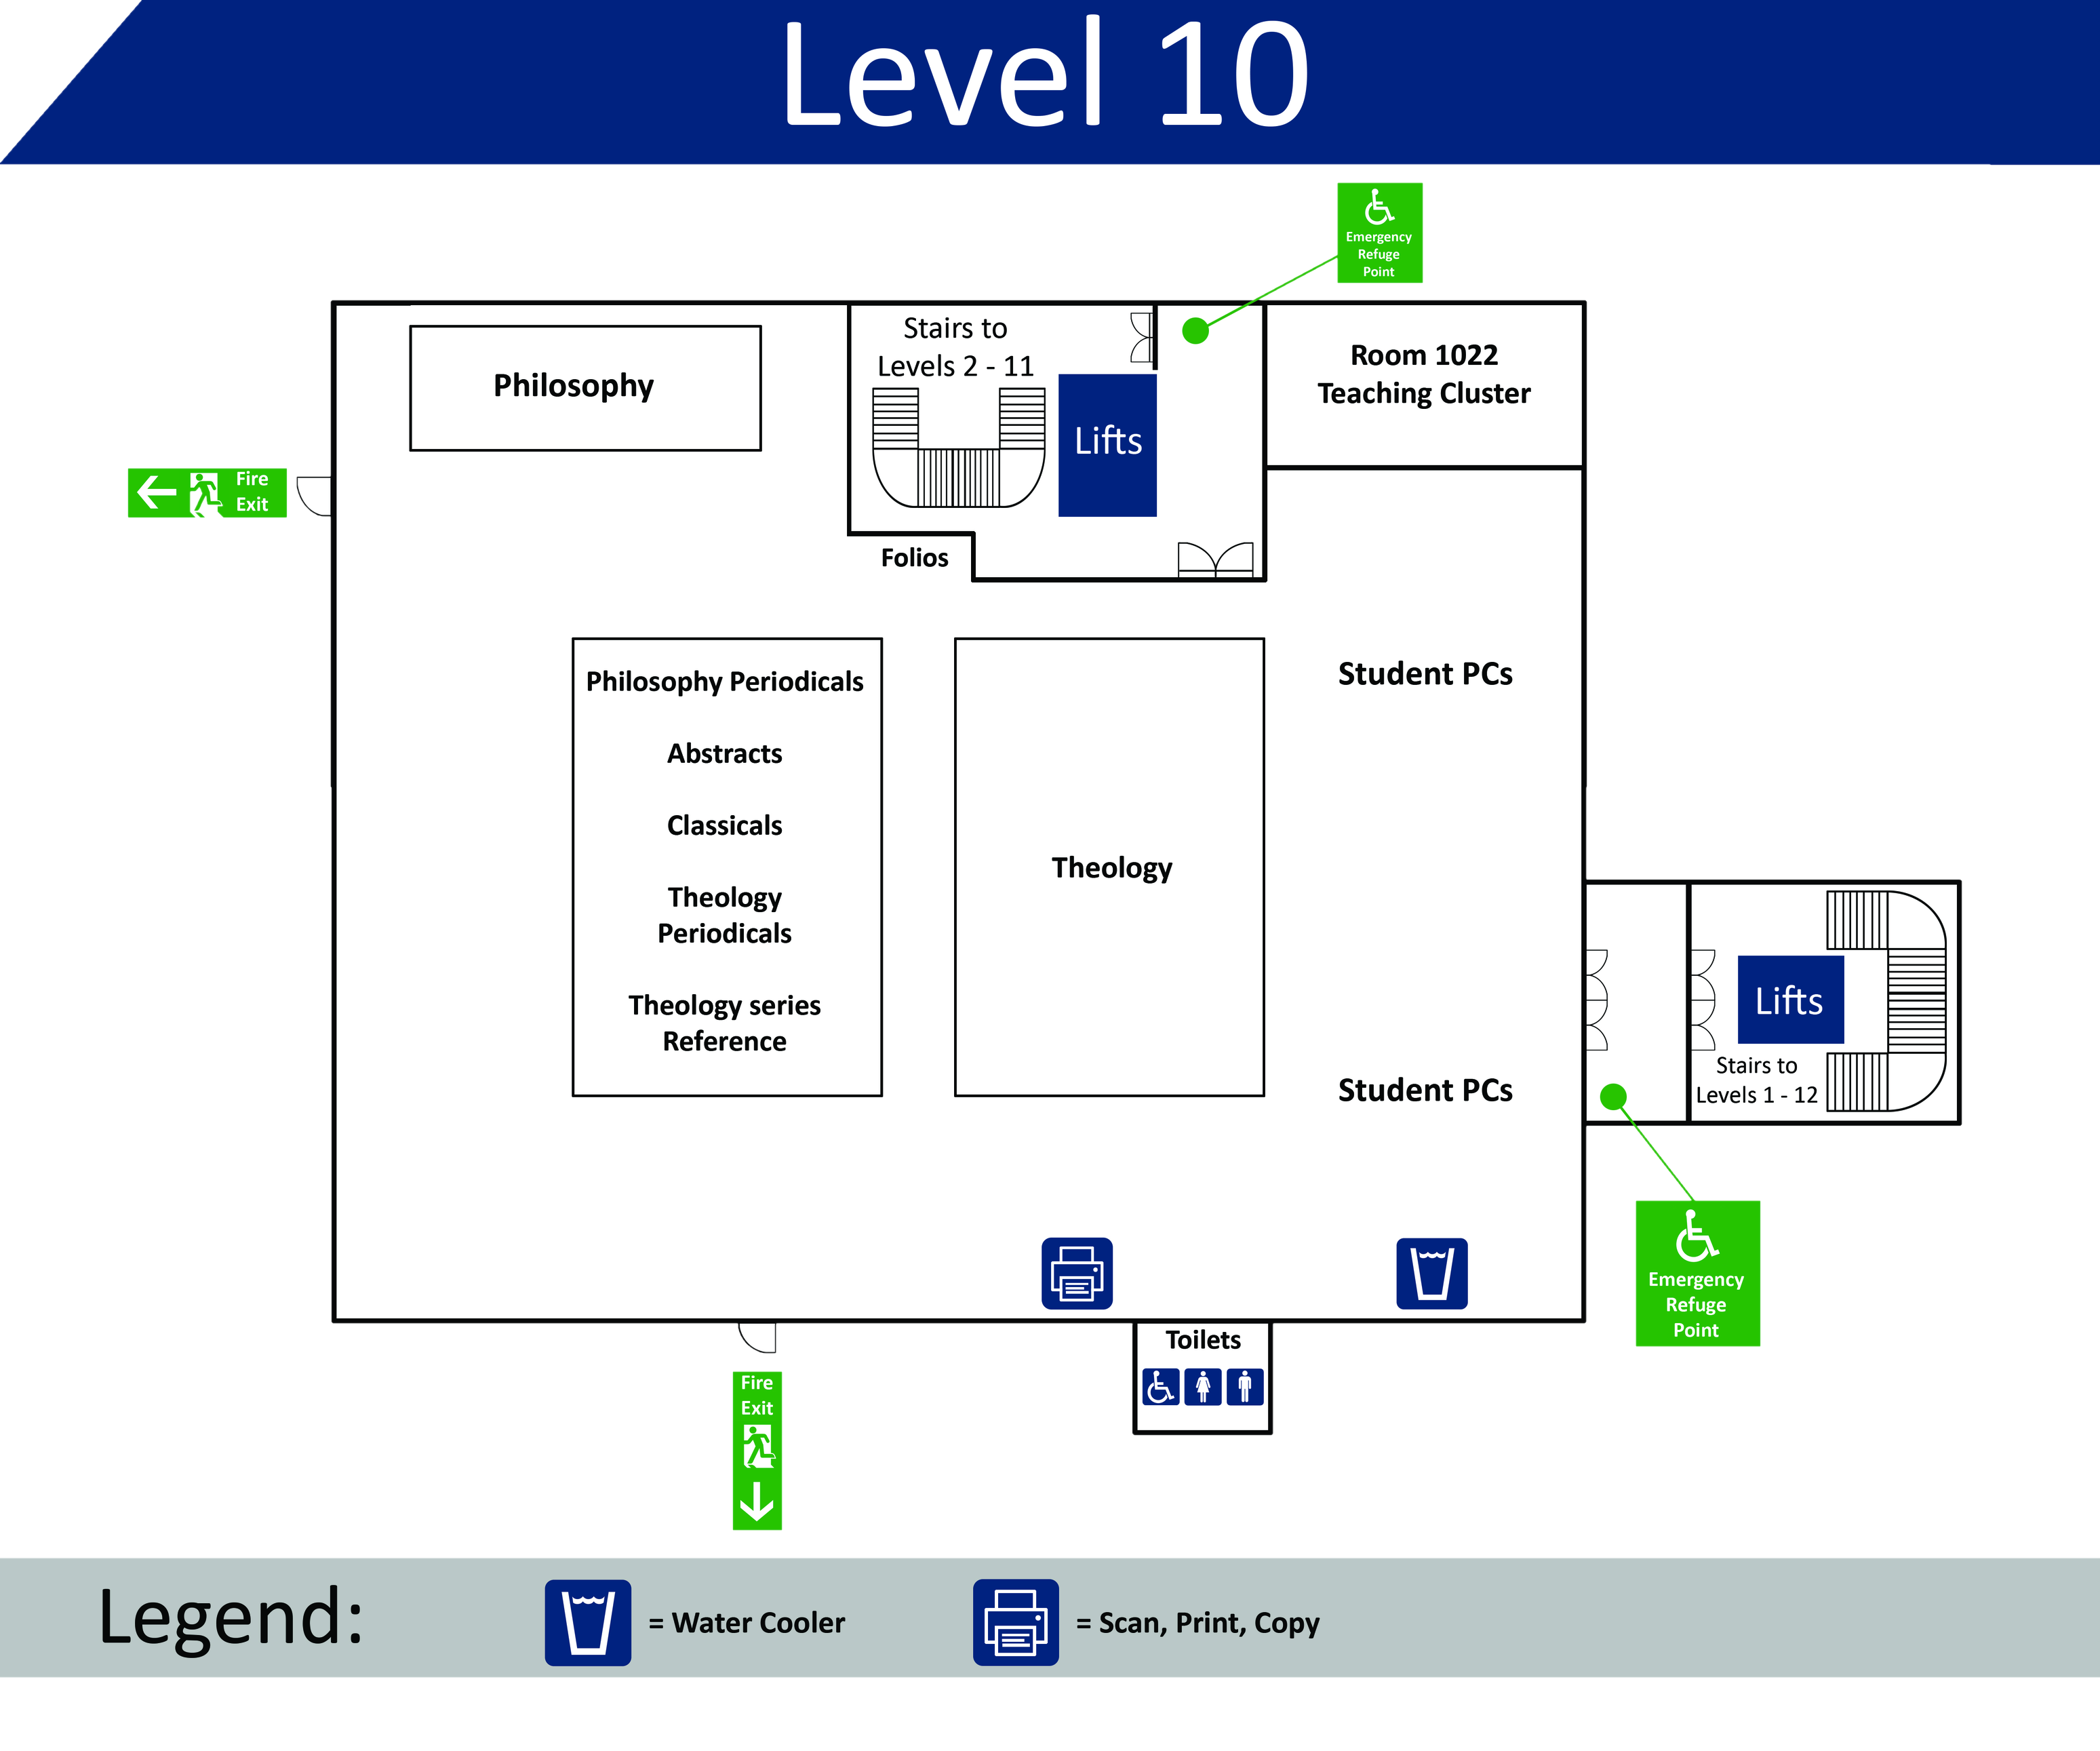 Level 10
Emergency
Refuge
Point
Stairs to
Levels 2 - 11
Lifts
Room 1022
Teaching Cluster
Philosophy
Fire
Exit
Folios
Philosophy Periodicals
Abstracts
Classicals
Theology
Periodicals
Theology series
Reference
Theology
Student PCs
Student PCs
Lifts
Stairs to
Levels 1 - 12
Emergency
Refuge
Point
Toilets
Fire
Exit
Legend:
= Water Cooler
= Scan, Print, Copy